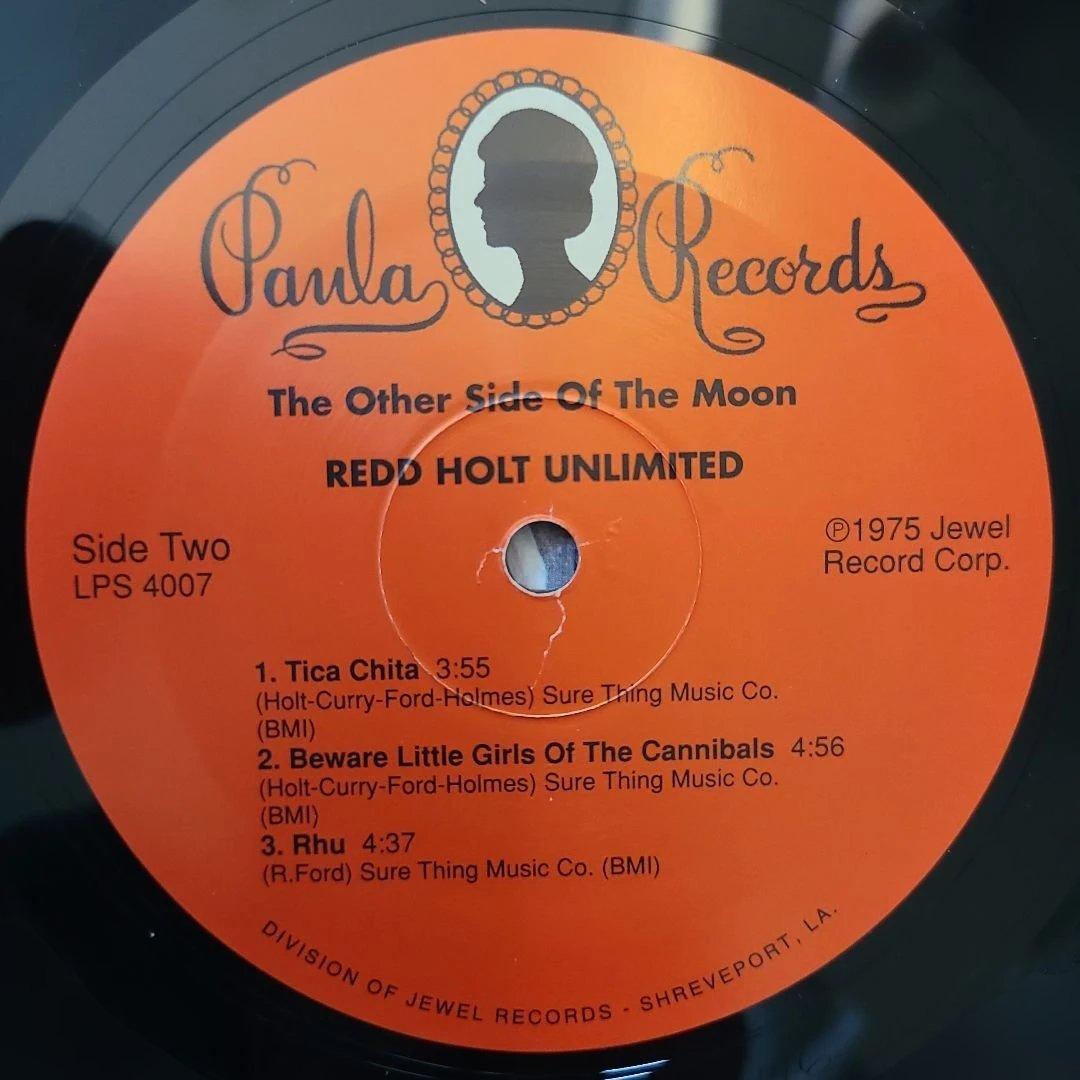 Paula Records
The Other Side Of The Moon
REDD HOLT UNLIMITED
Side Two
LPS 4007
℗1975 Jewel
Record Corp.
1. Tica Chita 3:55
(Holt-Curry-Ford-Holmes) Sure Thing Music Co.
(BMI)
2. Beware Little Girls Of The Cannibals 4:56
(Holt-Curry-Ford-Holmes) Sure Thing Music Co.
(BMI)
3. Rhu 4:37
(R.Ford) Sure Thing Music Co. (BMI)
DIVISION OF JEWEL RECORDS - SHREVEPORT, LA.